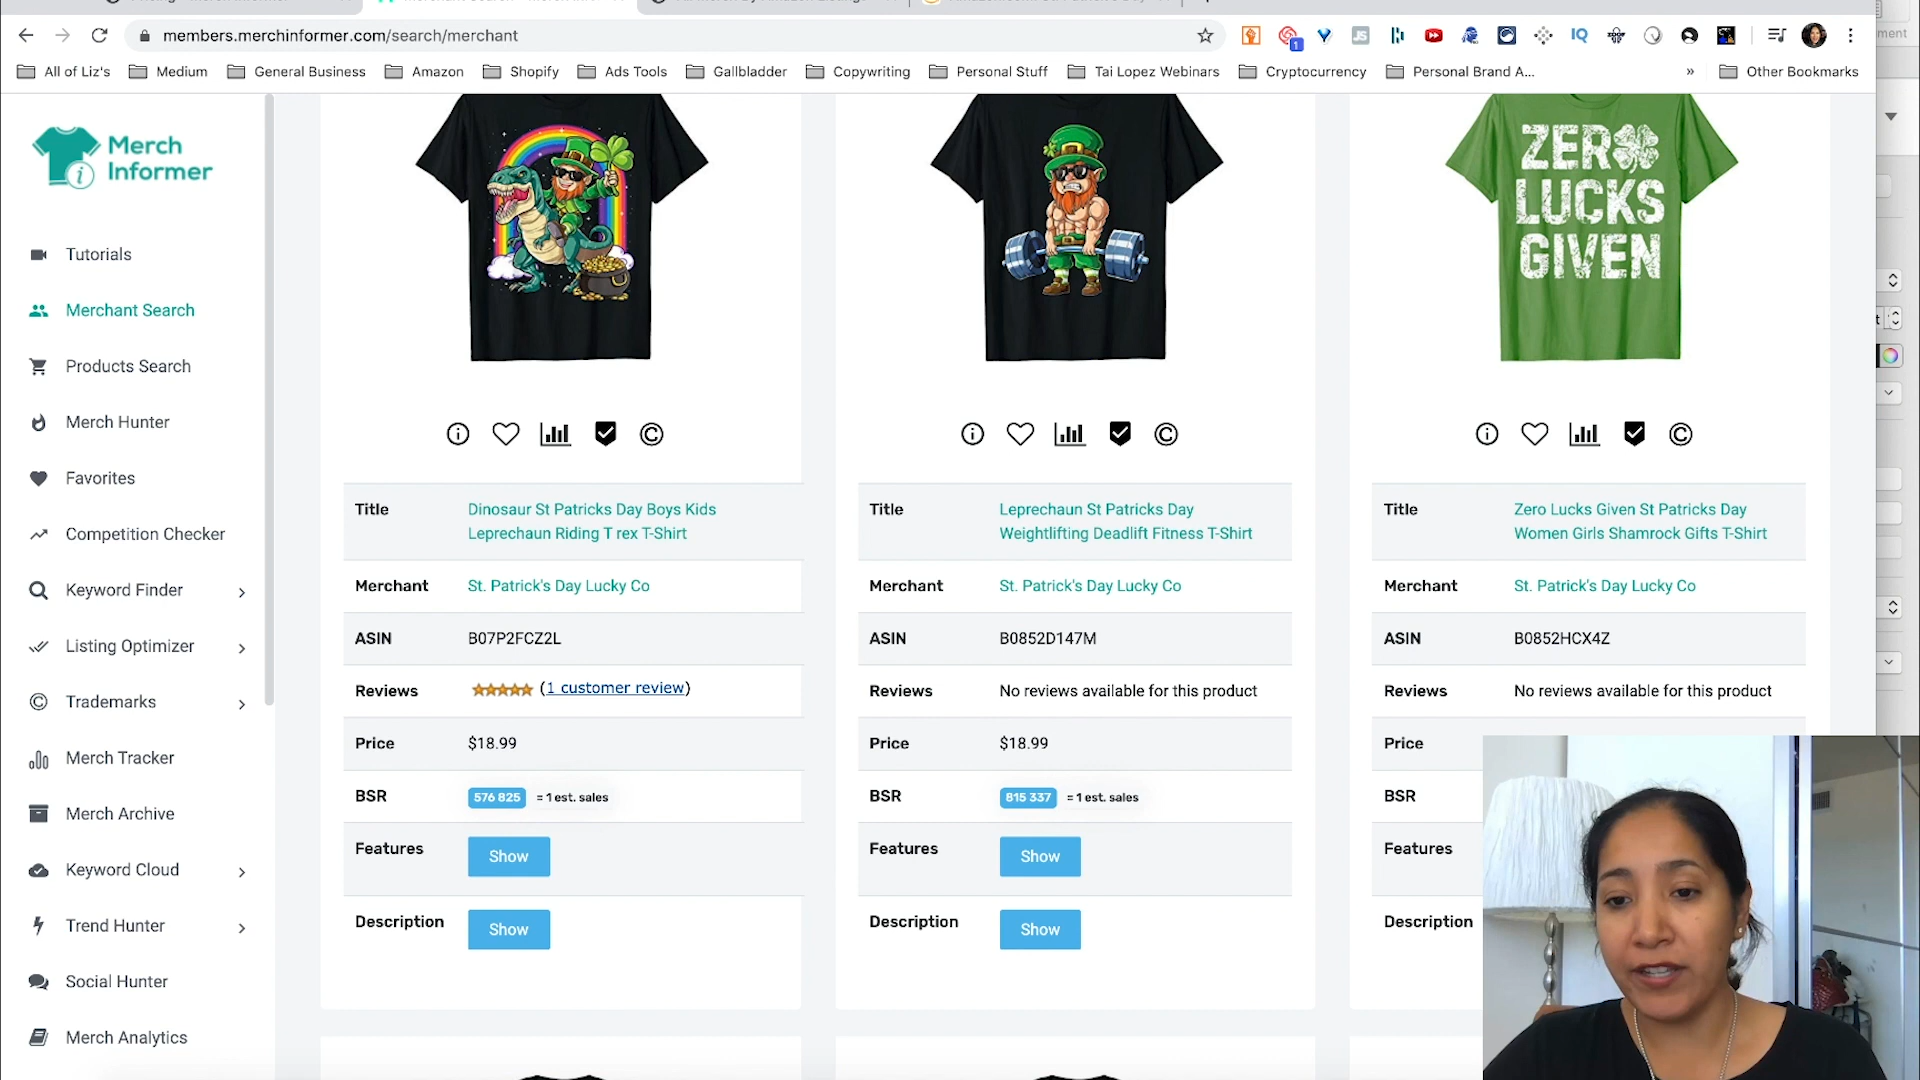 members.merchinformer.com/search/merchant
1
JS
IQ
All of Liz's
Medium
General Business
Amazon
Shopify
Ads Tools
Gallbladder
Copywriting
Personal Stuff
Tai Lopez Webinars
Cryptocurrency
Personal Brand A...
»
Other Bookmarks
Merch
Informer
Tutorials
Merchant Search
Products Search
Merch Hunter
Favorites
Competition Checker
Keyword Finder
Listing Optimizer
Trademarks
Merch Tracker
Merch Archive
Keyword Cloud
Trend Hunter
Social Hunter
Merch Analytics
Title
Dinosaur St Patricks Day Boys Kids
Leprechaun Riding T rex T-Shirt
Merchant
St. Patrick's Day Lucky Co
ASIN
B07P2FCZ2L
Reviews
(1 customer review)
Price
$18.99
BSR
576 825 = 1 est. sales
Features
Show
Description
Show
Title
Leprechaun St Patricks Day
Weightlifting Deadlift Fitness T-Shirt
Merchant
St. Patrick's Day Lucky Co
ASIN
B0852D147M
Reviews
No reviews available for this product
Price
$18.99
BSR
815 337 = 1 est. sales
Features
Show
Description
Show
ZERO
LUCKS
GIVEN
Title
Zero Lucks Given St Patricks Day
Women Girls Shamrock Gifts T-Shirt
Merchant
St. Patrick's Day Lucky Co
ASIN
B0852HCX4Z
Reviews
No reviews available for this product
Price
BSR
Features
Description